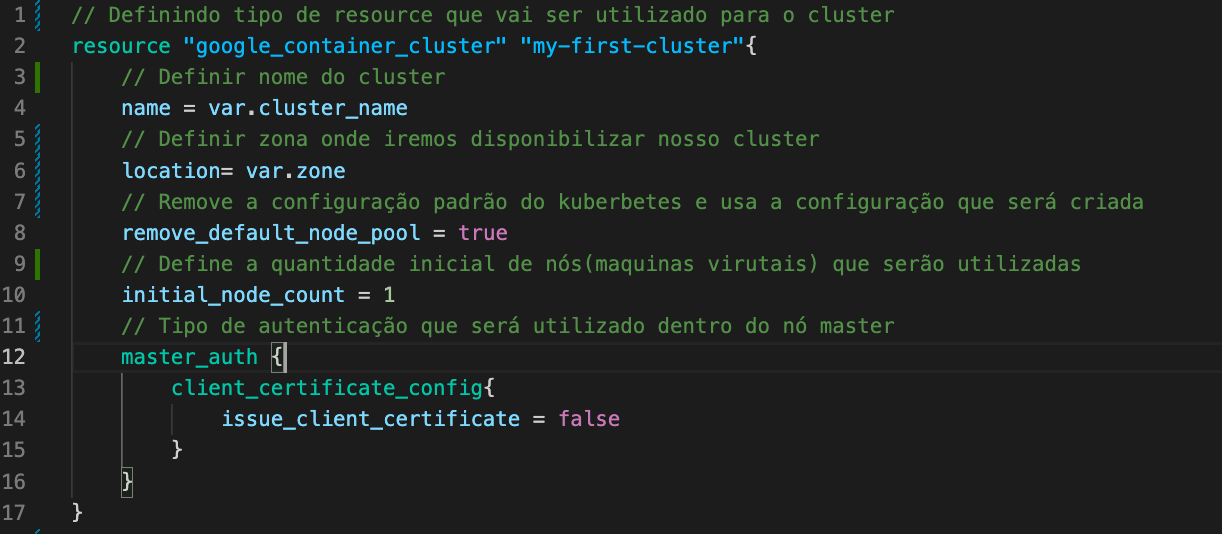 1 // Definindo tipo de resource que vai ser utilizado para o cluster
2 resource "google_container_cluster" "my-first-cluster"{
3     // Definir nome do cluster
4     name = var.cluster_name
5     // Definir zona onde iremos disponibilizar nosso cluster
6     location= var.zone
7     // Remove a configuração padrão do kuberbetes e usa a configuração que será criada
8     remove_default_node_pool = true
9     // Define a quantidade inicial de nós(maquinas virutais) que serão utilizadas
10     initial_node_count = 1
11     // Tipo de autenticação que será utilizado dentro do nó master
12     master_auth {
13         client_certificate_config{
14             issue_client_certificate = false
15         }
16     }
17 }